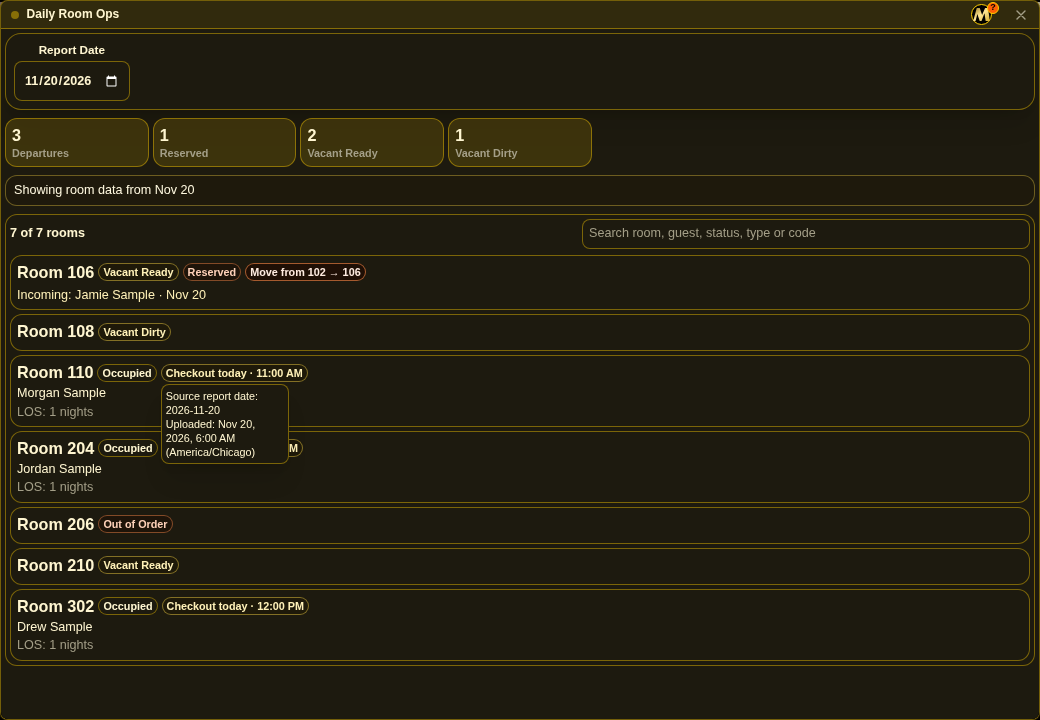 Daily Room Ops
M ?
Report Date
11/20/2026
3
Departures
1
Reserved
2
Vacant Ready
1
Vacant Dirty
Showing room data from Nov 20
7 of 7 rooms
Search room, guest, status, type or code
Room 106 Vacant Ready Reserved Move from 102 → 106
Incoming: Jamie Sample · Nov 20
Room 108 Vacant Dirty
Room 110 Occupied Checkout today · 11:00 AM
Morgan Sample
LOS: 1 nights
Source report date:
2026-11-20
Uploaded: Nov 20,
2026, 6:00 AM
(America/Chicago)
Room 204 Occupied M
Jordan Sample
LOS: 1 nights
Room 206 Out of Order
Room 210 Vacant Ready
Room 302 Occupied Checkout today · 12:00 PM
Drew Sample
LOS: 1 nights